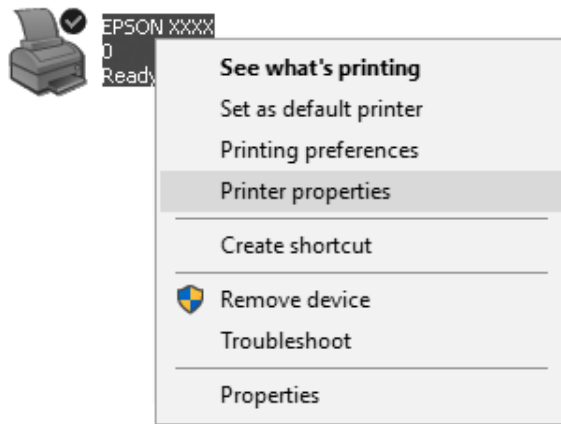 EPSON XXXX
0
Ready
See what's printing
Set as default printer
Printing preferences
Printer properties
Create shortcut
Remove device
Troubleshoot
Properties